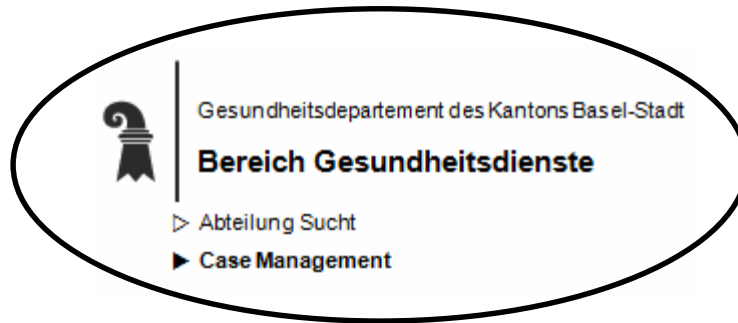 Gesundheitsdepartement des Kantons Basel-Stadt
Bereich Gesundheitsdienste
Abteilung Sucht
Case Management